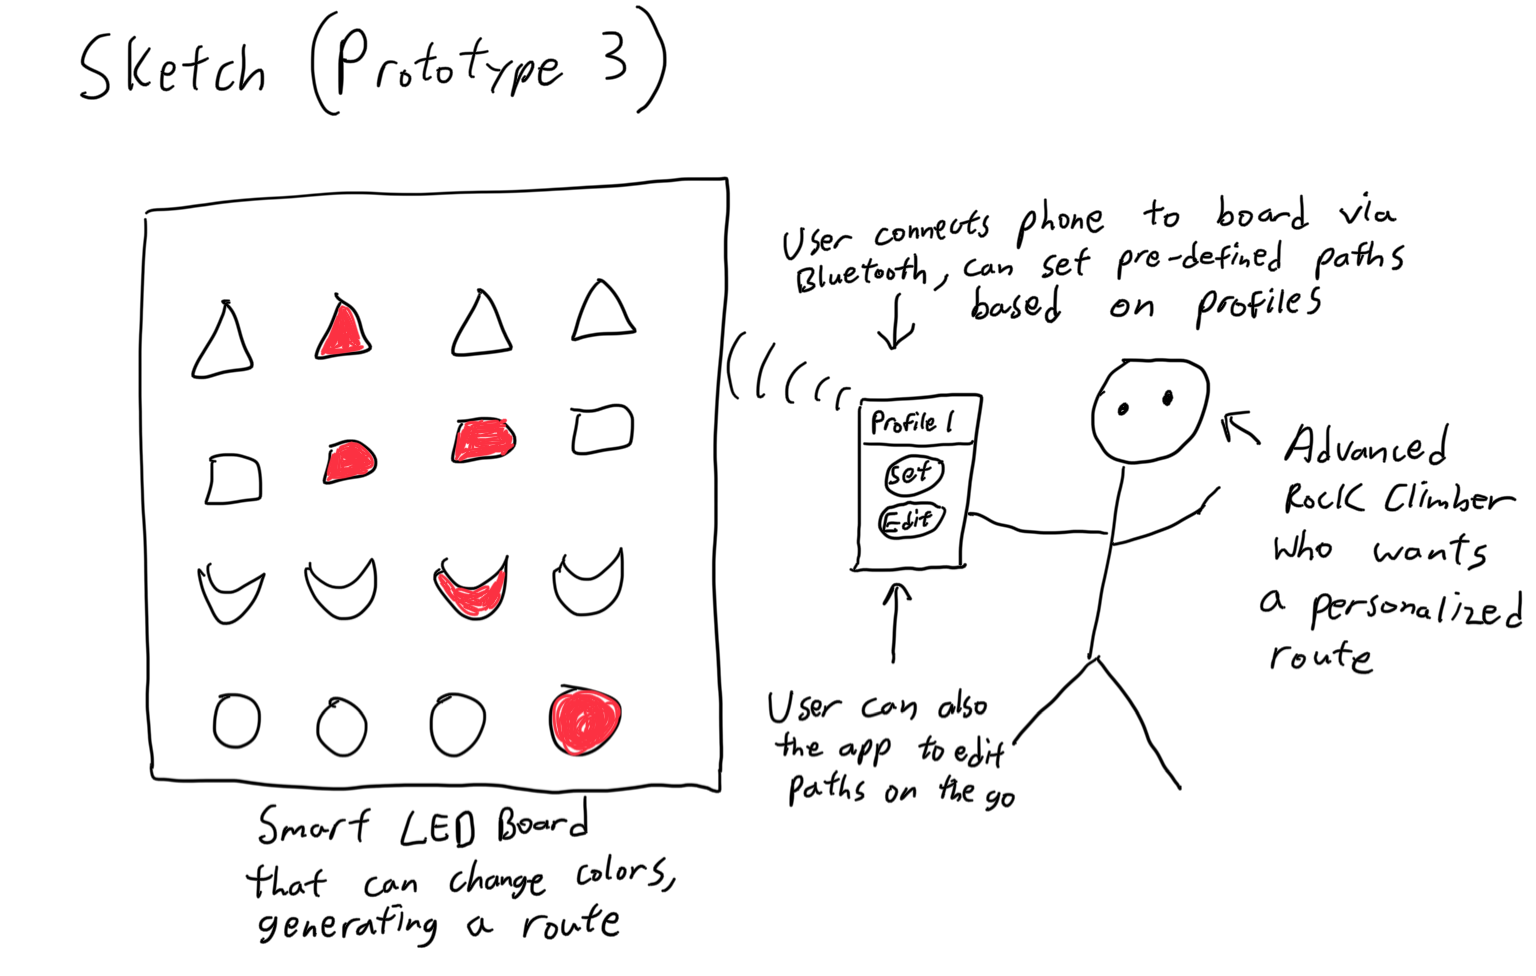 Sketch (Prototype 3)
User connects phone to board via
Bluetooth, can set pre-defined paths
based on profiles
Profile 1
Set
Edit
Advanced
Rock Climber
who wants
a personalized
route
User can also
the app to edit
paths on the go
Smart LED Board
that can change colors,
generating a route